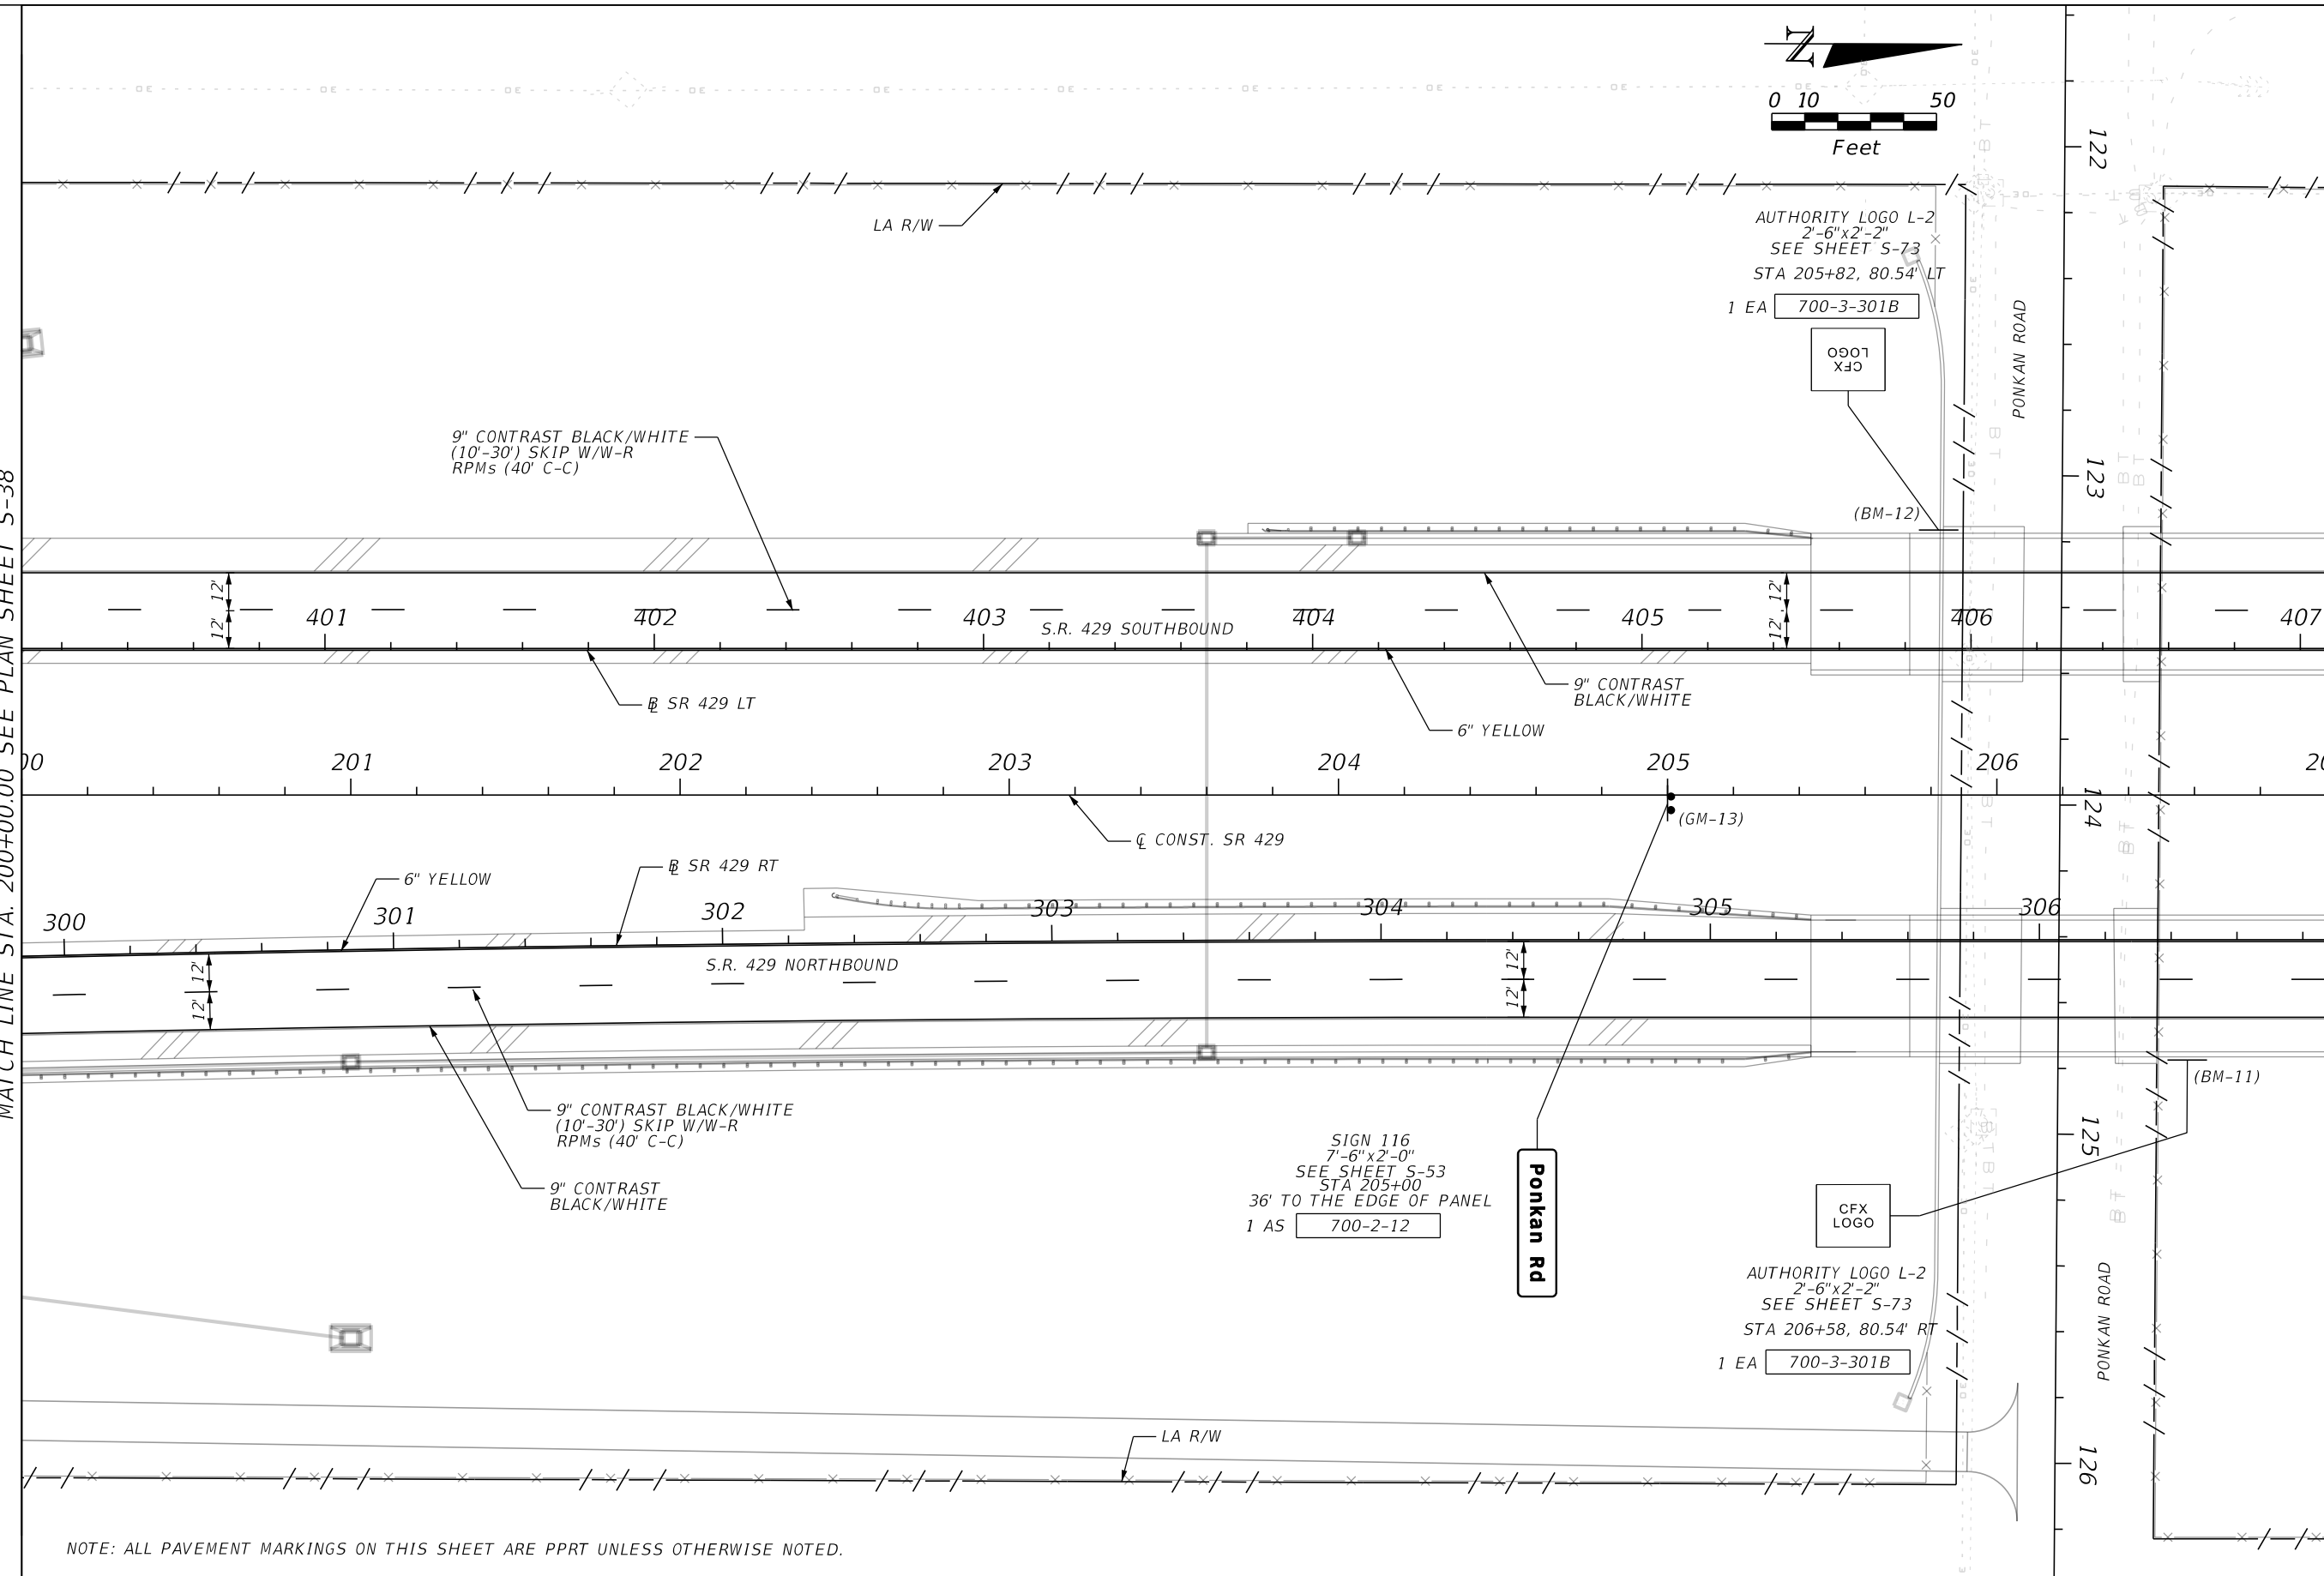 MATCH LINE STA. 200+00.00 SEE PLAN SHEET S-38
N
0 10 50
Feet
LA R/W
AUTHORITY LOGO L-2
2'-6"x2'-2"
SEE SHEET S-73
STA 205+82, 80.54' LT
1 EA 700-3-301B
CFX
LOGO
(BM-12)
PONKAN ROAD
122
123
124
125
126
9" CONTRAST BLACK/WHITE
(10'-30') SKIP W/W-R
RPMs (40' C-C)
12'
12'
12'
12'
401 402 403 404 405 406 407
S.R. 429 SOUTHBOUND
B SR 429 LT
9" CONTRAST
BLACK/WHITE
6" YELLOW
00 201 202 203 204 205 206 20
(GM-13)
℄ CONST. SR 429
B SR 429 RT
6" YELLOW
300 301 302 303 304 305 306
S.R. 429 NORTHBOUND
12'
12'
12'
12'
(BM-11)
9" CONTRAST BLACK/WHITE
(10'-30') SKIP W/W-R
RPMs (40' C-C)
9" CONTRAST
BLACK/WHITE
SIGN 116
7'-6"x2'-0"
SEE SHEET S-53
STA 205+00
36' TO THE EDGE OF PANEL
1 AS 700-2-12
Ponkan Rd
CFX
LOGO
AUTHORITY LOGO L-2
2'-6"x2'-2"
SEE SHEET S-73
STA 206+58, 80.54' RT
1 EA 700-3-301B
PONKAN ROAD
LA R/W
NOTE: ALL PAVEMENT MARKINGS ON THIS SHEET ARE PPRT UNLESS OTHERWISE NOTED.